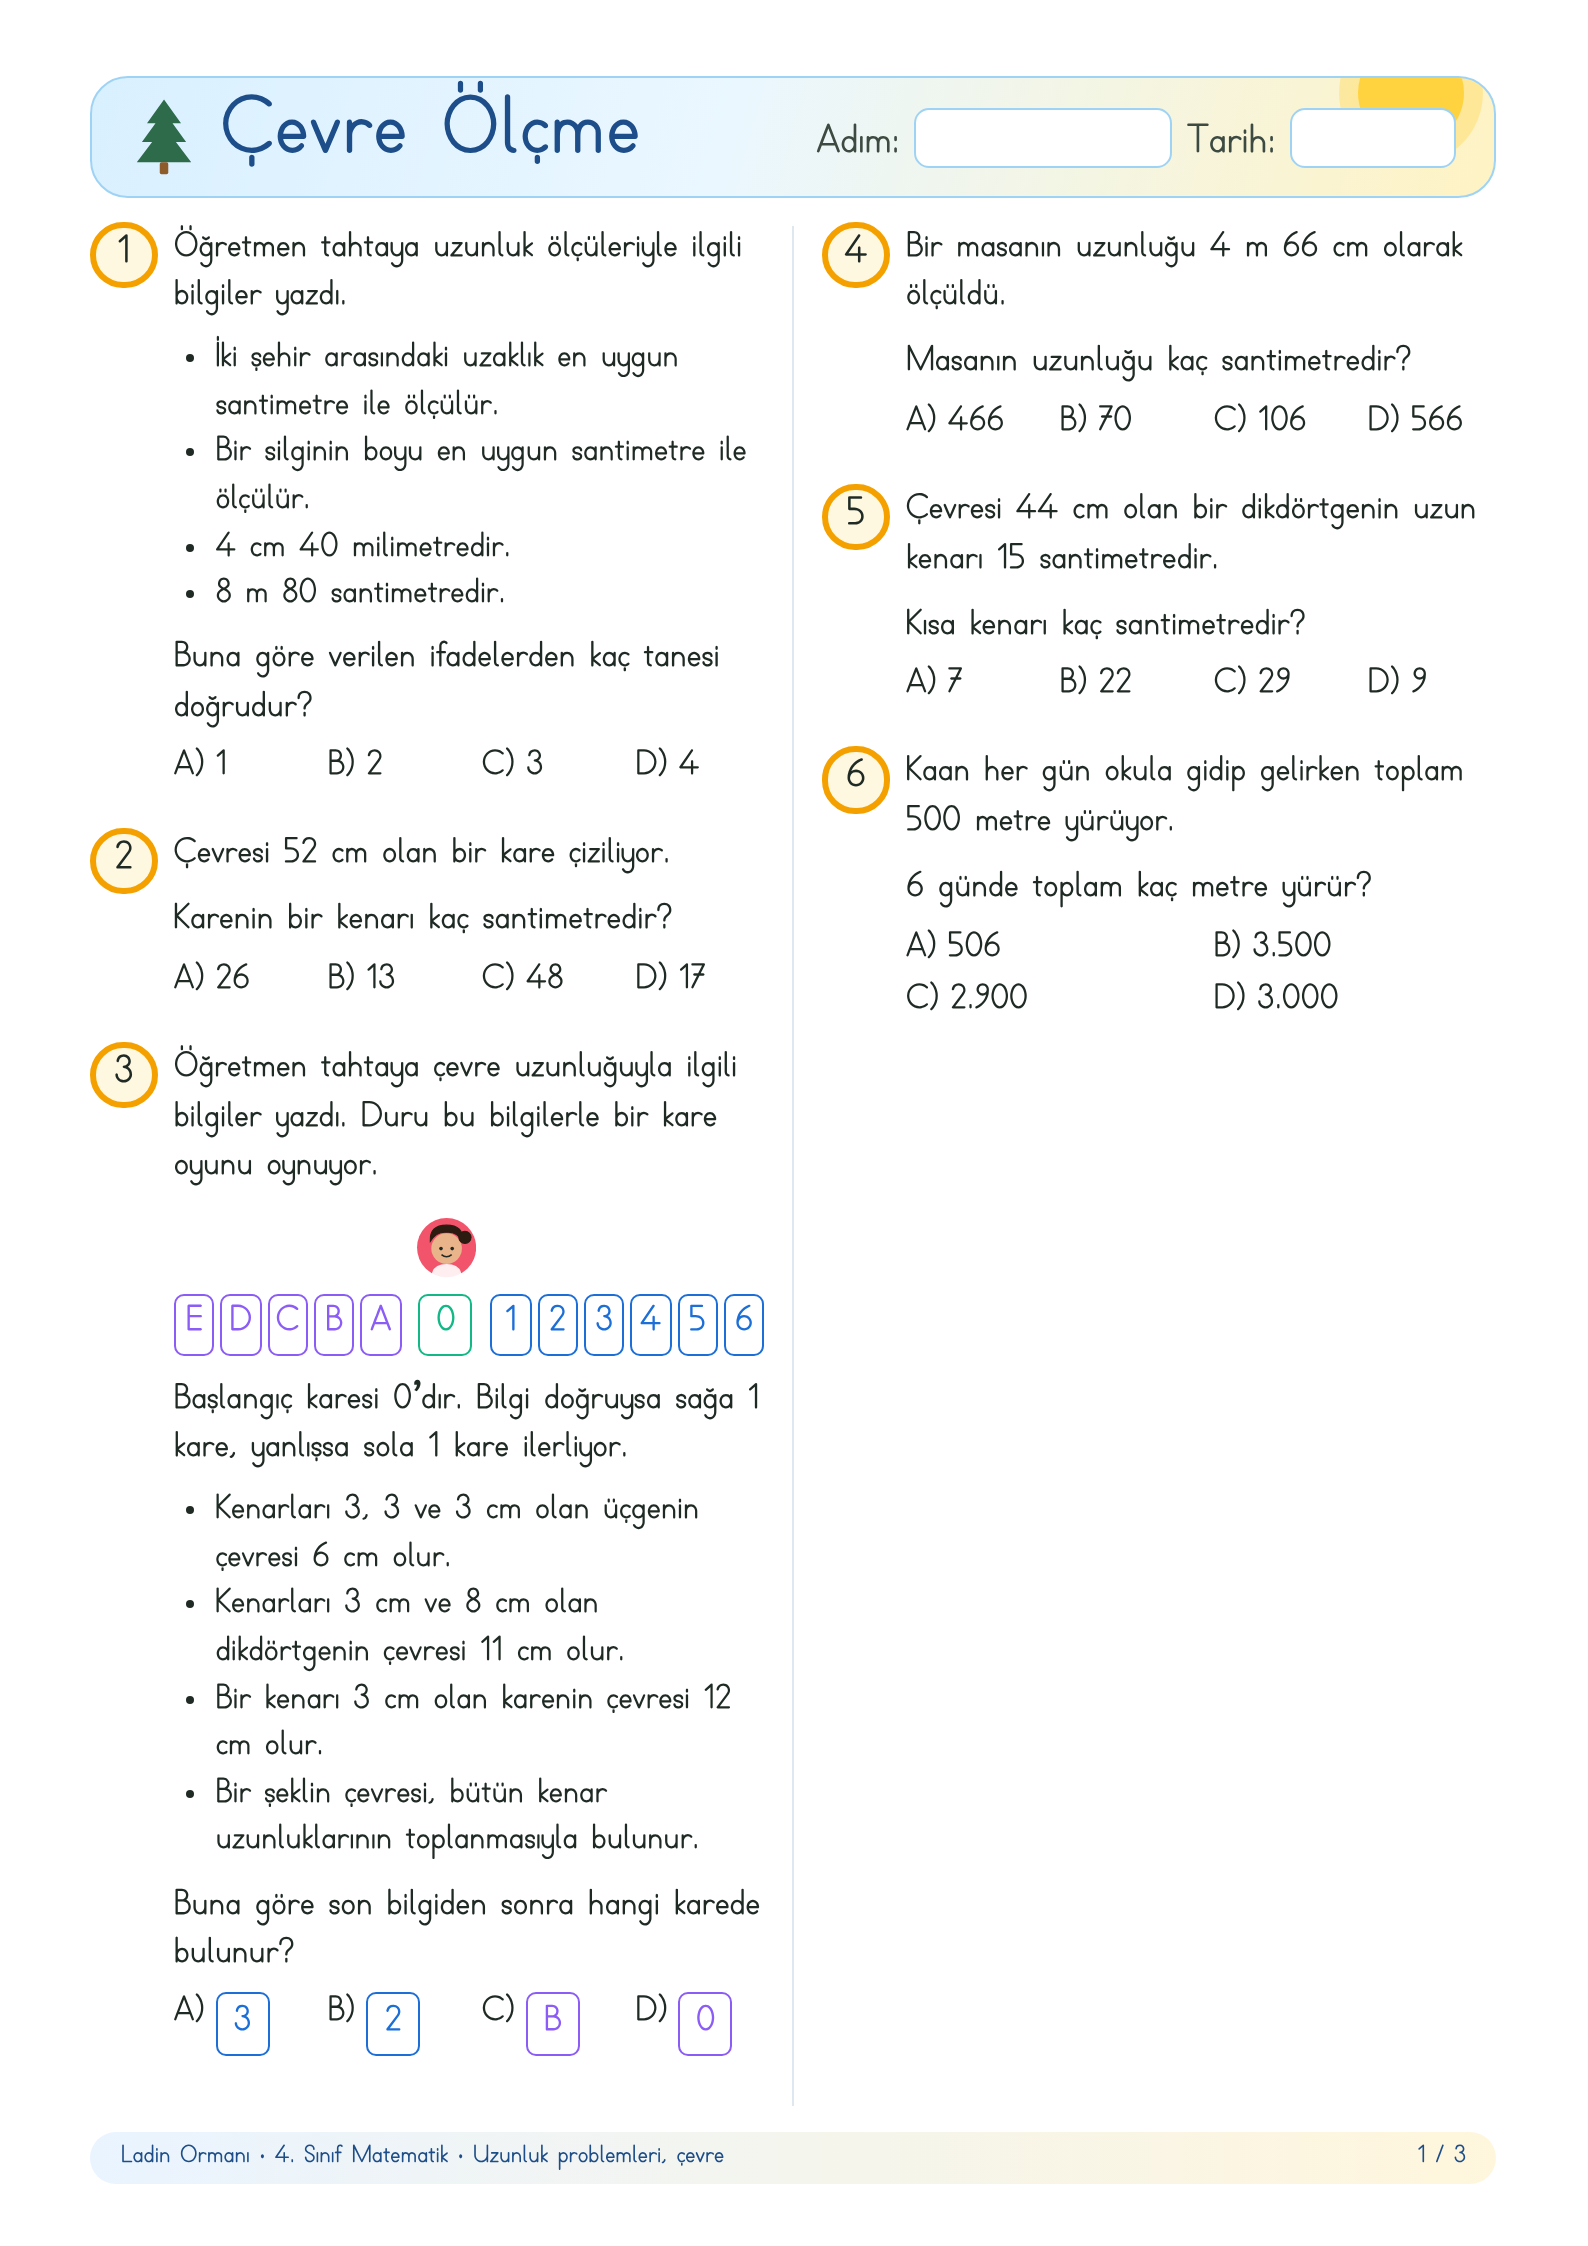 Çevre Ölçme
Adım:
Tarih:
1
Öğretmen tahtaya uzunluk ölçüleriyle ilgili
bilgiler yazdı.
• İki şehir arasındaki uzaklık en uygun
santimetre ile ölçülür.
• Bir silginin boyu en uygun santimetre ile
ölçülür.
• 4 cm 40 milimetredir.
• 8 m 80 santimetredir.
Buna göre verilen ifadelerden kaç tanesi
doğrudur?
A) 1 B) 2 C) 3 D) 4
2
Çevresi 52 cm olan bir kare çiziliyor.
Karenin bir kenarı kaç santimetredir?
A) 26 B) 13 C) 48 D) 17
3
Öğretmen tahtaya çevre uzunluğuyla ilgili
bilgiler yazdı. Duru bu bilgilerle bir kare
oyunu oynuyor.
E D C B A 0 1 2 3 4 5 6
Başlangıç karesi 0’dır. Bilgi doğruysa sağa 1
kare, yanlışsa sola 1 kare ilerliyor.
• Kenarları 3, 3 ve 3 cm olan üçgenin
çevresi 6 cm olur.
• Kenarları 3 cm ve 8 cm olan
dikdörtgenin çevresi 11 cm olur.
• Bir kenarı 3 cm olan karenin çevresi 12
cm olur.
• Bir şeklin çevresi, bütün kenar
uzunluklarının toplanmasıyla bulunur.
Buna göre son bilgiden sonra hangi karede
bulunur?
A) 3 B) 2 C) B D) 0
4
Bir masanın uzunluğu 4 m 66 cm olarak
ölçüldü.
Masanın uzunluğu kaç santimetredir?
A) 466 B) 70 C) 106 D) 566
5
Çevresi 44 cm olan bir dikdörtgenin uzun
kenarı 15 santimetredir.
Kısa kenarı kaç santimetredir?
A) 7 B) 22 C) 29 D) 9
6
Kaan her gün okula gidip gelirken toplam
500 metre yürüyor.
6 günde toplam kaç metre yürür?
A) 506 B) 3.500
C) 2.900 D) 3.000
Ladin Ormanı • 4. Sınıf Matematik • Uzunluk problemleri, çevre
1 / 3